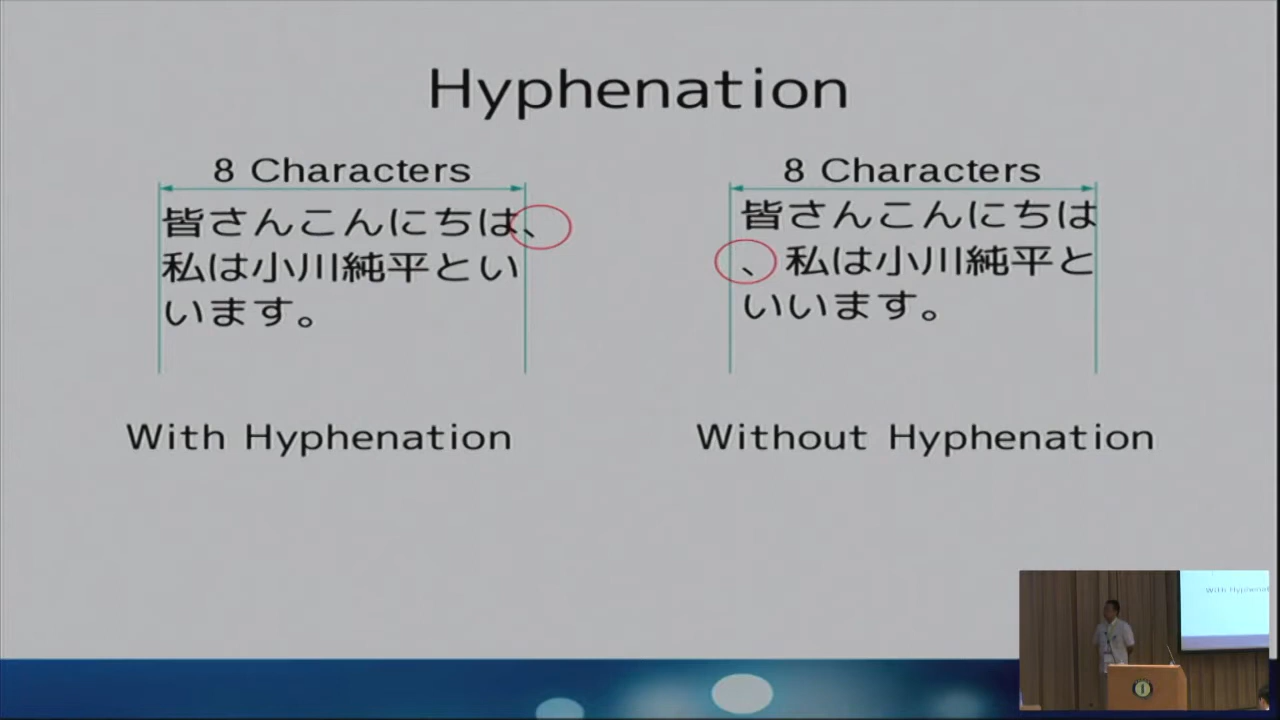 Hyphenation
8 Characters
皆さんこんにちは、
私は小川純平とい
います。
With Hyphenation
8 Characters
皆さんこんにちは
、私は小川純平と
いいます。
Without Hyphenation
With Hyphenat